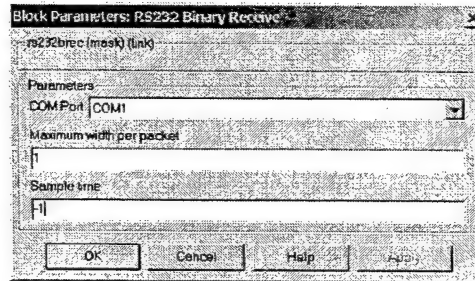 Block Parameters: RS232 Binary Receive
rs232brec (mask) (link)
Parameters
COM Port COM1
Maximum width per packet
1
Sample time
-1
OK Cancel Help Apply